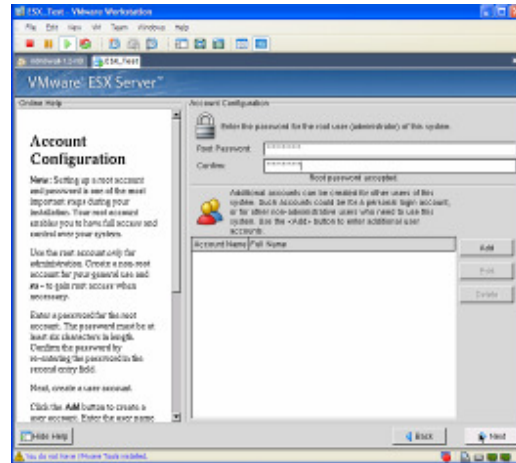 ESX_Test - VMware Workstation
File Edit View VM Team Windows Help
ESX_Test
VMware® ESX Server™
Online Help
Account Configuration
Enter the password for the root user (administrator) of this system.
Root Password: ********
Confirm: ********
Root password accepted.
Additional accounts can be created for other users of this
system. Such accounts could be for a personal login account,
or for other non-administrative users who need to use this
system. Use the <Add> button to enter additional user
accounts.
Account Name Full Name
Add
Edit
Delete
Account
Configuration
Note: Setting up a root account
and password is one of the most
important steps during your
installation. Your root account
enables you to have full access and
control over your system.
Use the root account only for
administration. Create a non-root
account for your general use and
su - to gain root access when
necessary.
Enter a password for the root
account. The password must be at
least six characters in length.
Confirm the password by
re-entering the password in the
second entry field.
Next, create a user account.
Click the Add button to create a
user account. Enter the user name
Hide Help
Back
Next
You do not have VMware Tools installed.